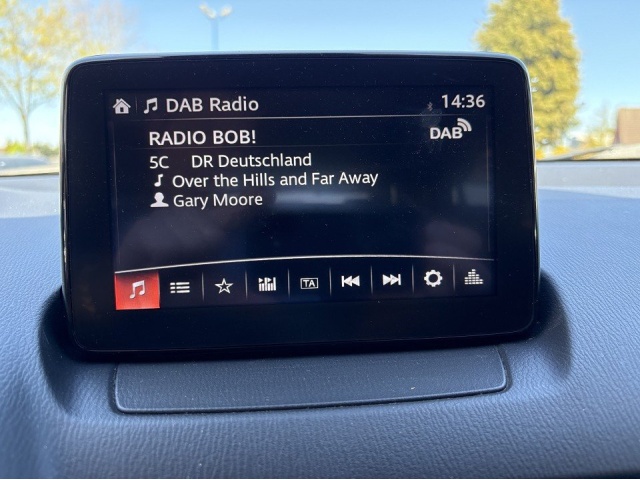 DAB Radio 14:36
RADIO BOB! DAB
5C DR Deutschland
Over the Hills and Far Away
Gary Moore
TA